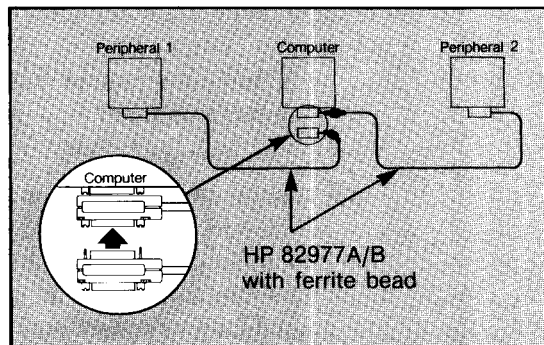 Peripheral 1
Computer
Peripheral 2
Computer
HP 82977A/B
with ferrite bead